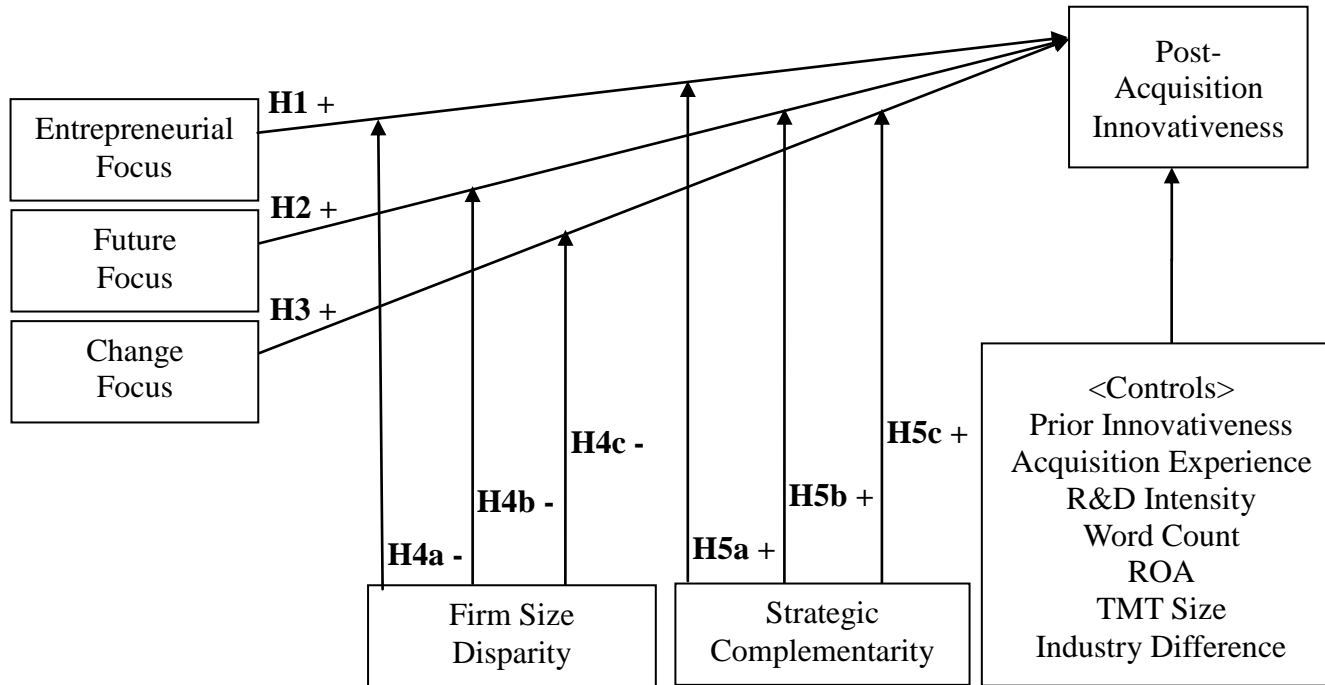 Post-
Acquisition
Innovativeness
H1 +
Entrepreneurial
Focus
H2 +
Future
Focus
H3 +
Change
Focus
H4a -
H4b -
H4c -
H5a +
H5b +
H5c +
Firm Size
Disparity
Strategic
Complementarity
<Controls>
Prior Innovativeness
Acquisition Experience
R&D Intensity
Word Count
ROA
TMT Size
Industry Difference